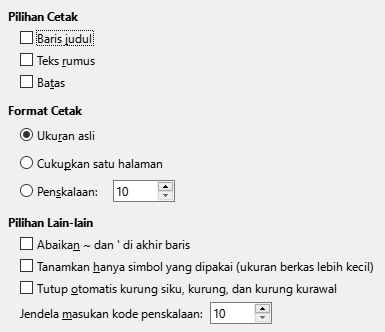 Pilihan Cetak
Baris judul
Teks rumus
Batas
Format Cetak
Ukuran asli
Cukupkan satu halaman
Penskalaan: 10
Pilihan Lain-lain
Abaikan ~ dan ' di akhir baris
Tanamkan hanya simbol yang dipakai (ukuran berkas lebih kecil)
Tutup otomatis kurung siku, kurung, dan kurung kurawal
Jendela masukan kode penskalaan: 10